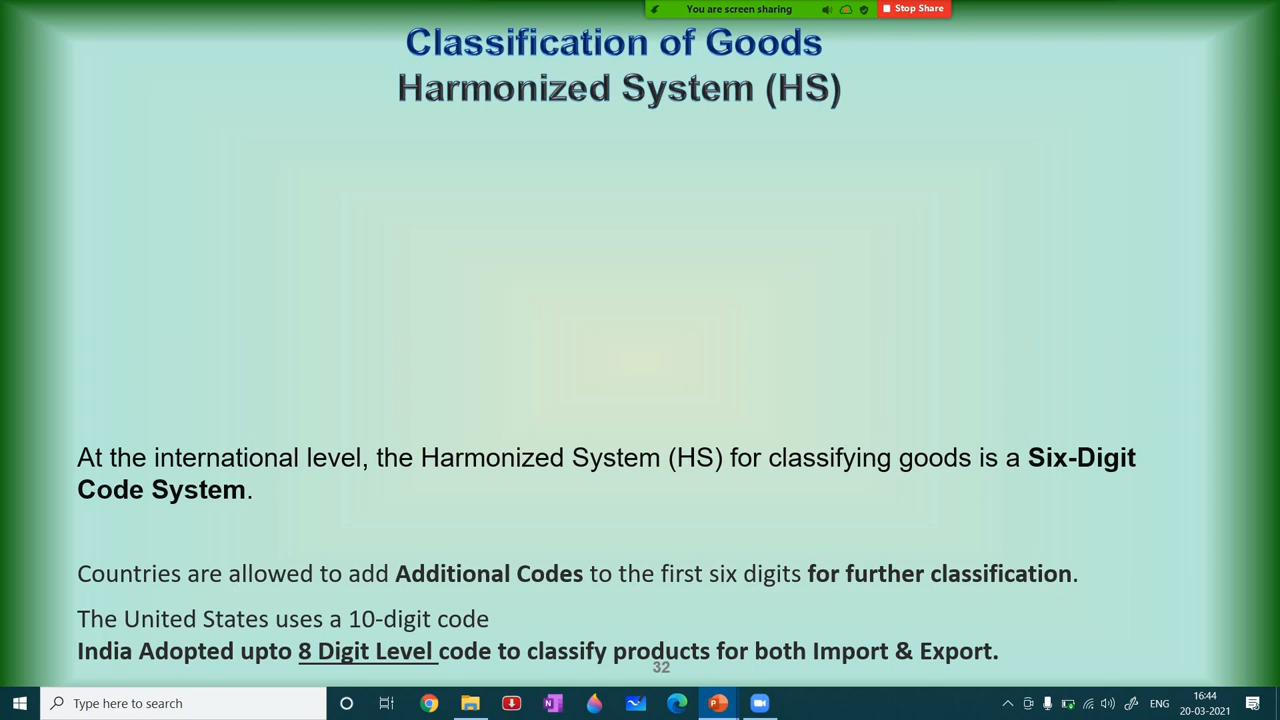 You are screen sharing
Stop Share
Classification of Goods
Harmonized System (HS)
At the international level, the Harmonized System (HS) for classifying goods is a Six-Digit
Code System.
Countries are allowed to add Additional Codes to the first six digits for further classification.
The United States uses a 10-digit code
India Adopted upto 8 Digit Level code to classify products for both Import & Export.
32
Type here to search
ENG
16:44
20-03-2021